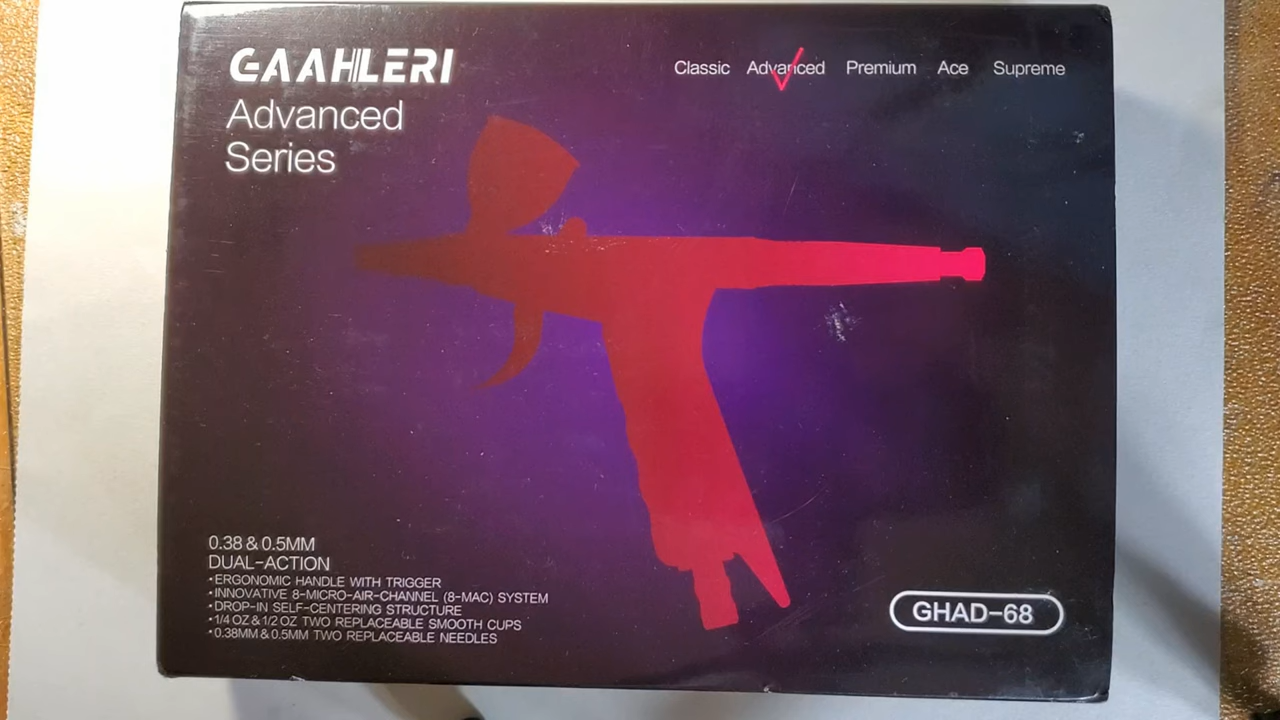 GAAHLERI
Advanced
Series
Classic Advanced Premium Ace Supreme
0.38 & 0.5MM
DUAL-ACTION
•ERGONOMIC HANDLE WITH TRIGGER
•INNOVATIVE 8-MICRO-AIR-CHANNEL (8-MAC) SYSTEM
•DROP-IN SELF-CENTERING STRUCTURE
•1/4 OZ & 1/2 OZ TWO REPLACEABLE SMOOTH CUPS
•0.38MM & 0.5MM TWO REPLACEABLE NEEDLES
GHAD-68